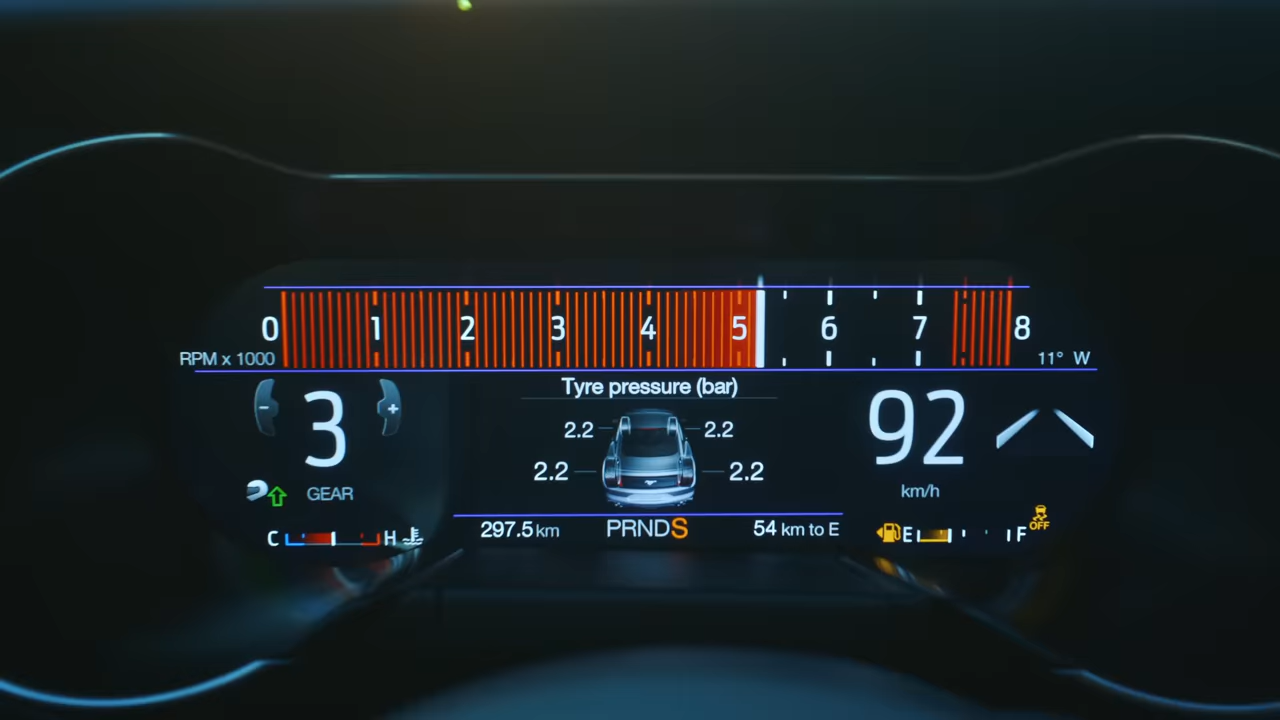 0 1 2 3 4 5 6 7 8
RPM x 1000
11° W
Tyre pressure (bar)
- 3 +
2.2 2.2
92
2.2 2.2
GEAR
km/h
297.5 km PRNDS 54 km to E
C H
E F
OFF